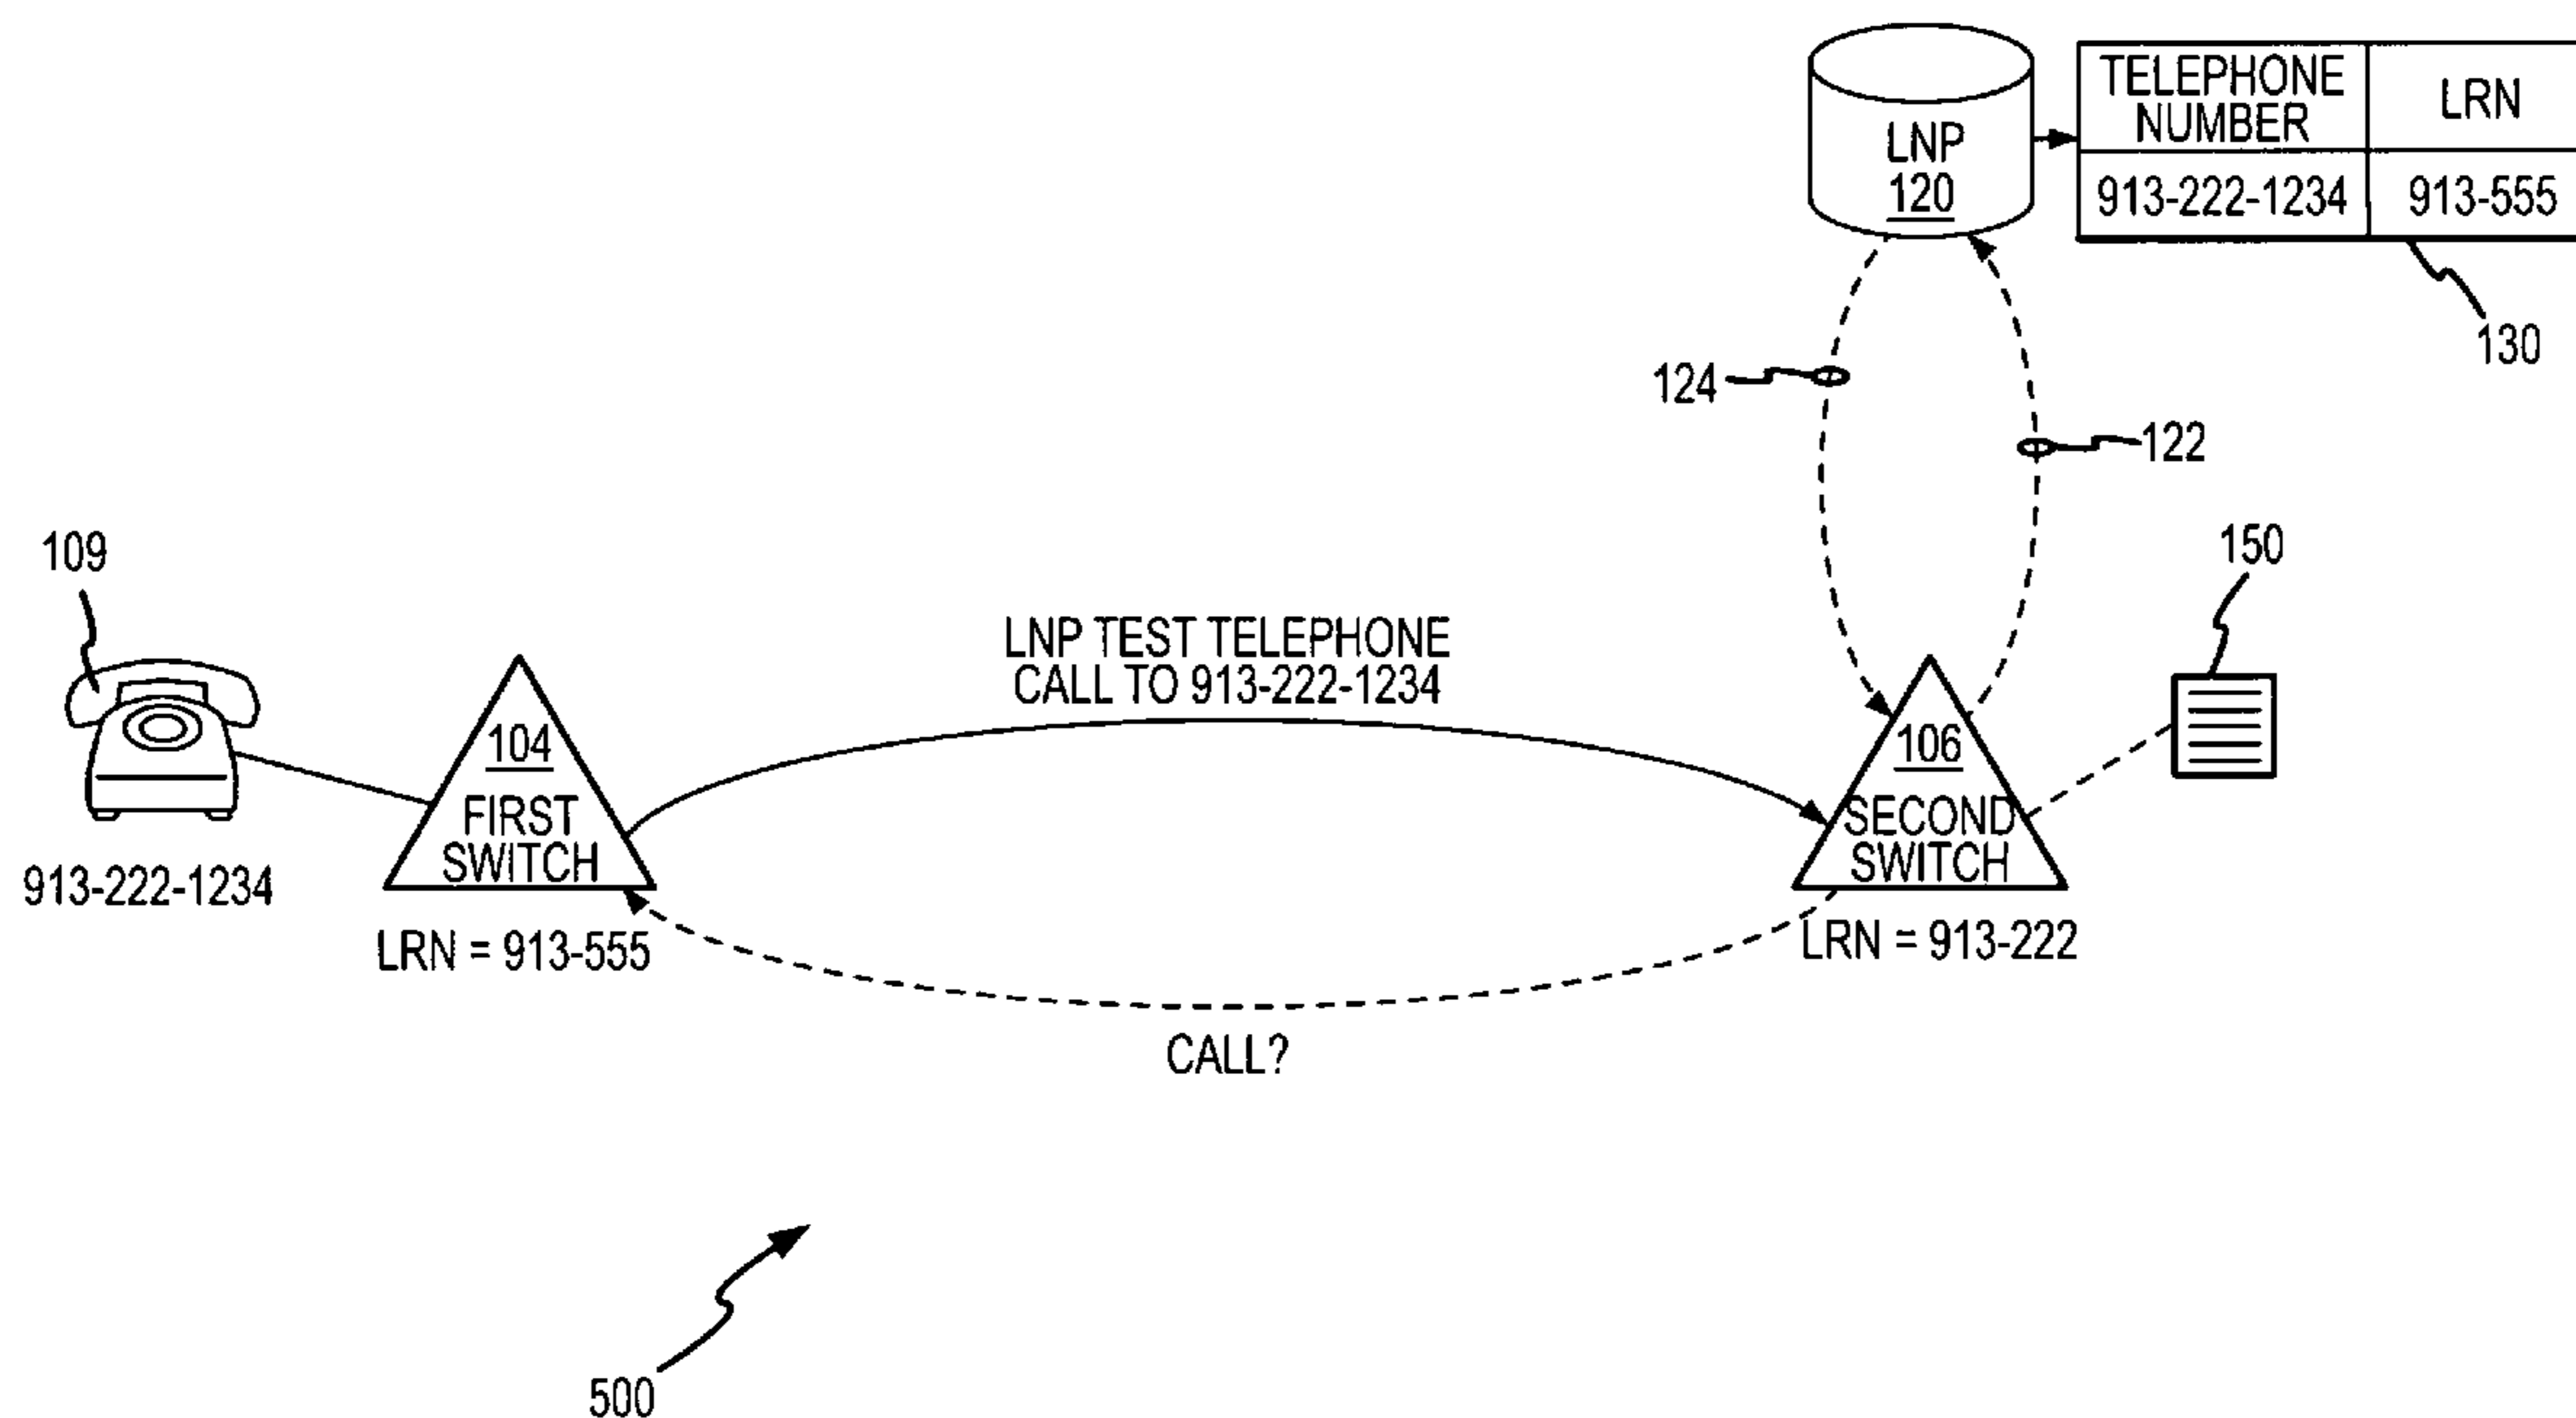 TELEPHONE
NUMBER
LRN
913-222-1234
913-555
LNP
120
130
124
122
109
150
LNP TEST TELEPHONE
CALL TO 913-222-1234
104
FIRST
SWITCH
106
SECOND
SWITCH
913-222-1234
LRN = 913-555
LRN = 913-222
CALL?
500